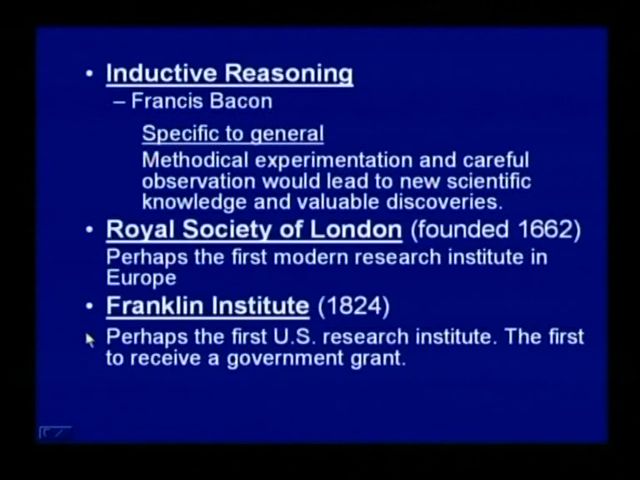 • Inductive Reasoning
– Francis Bacon
Specific to general
Methodical experimentation and careful
observation would lead to new scientific
knowledge and valuable discoveries.
• Royal Society of London (founded 1662)
Perhaps the first modern research institute in
Europe
• Franklin Institute (1824)
Perhaps the first U.S. research institute. The first
to receive a government grant.